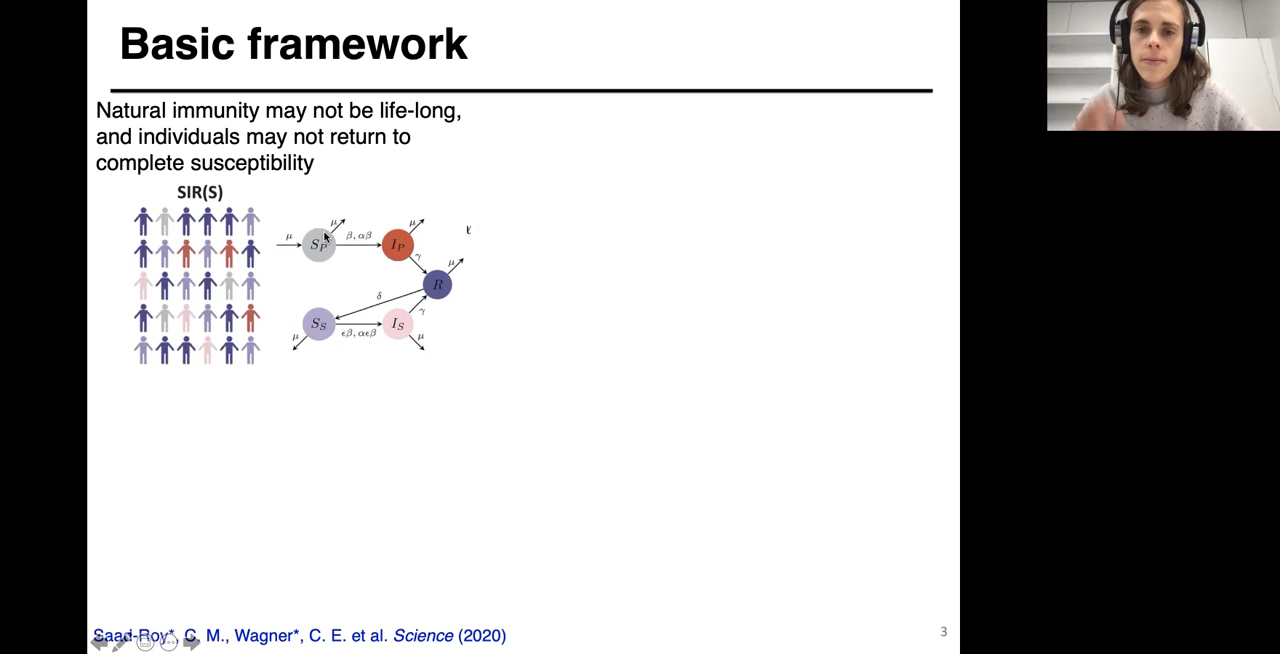 Basic framework
Natural immunity may not be life-long,
and individuals may not return to
complete susceptibility
SIR(S)
μ
μ
S_P
β, αβ
μ
I_P
γ
μ
R
δ
S_S
μ
ϵβ, αϵβ
I_S
γ
μ
ℓ
Saad-Roy*, C. M., Wagner*, C. E. et al. Science (2020)
3